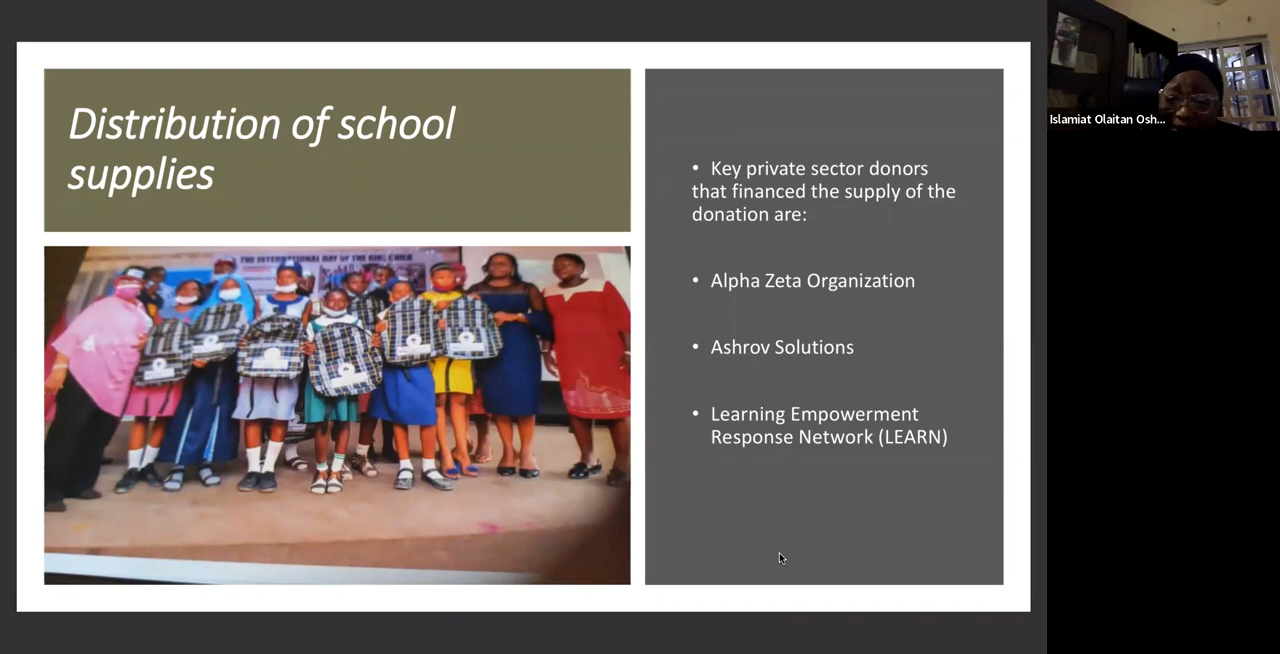 Distribution of school
supplies
THE INTERNATIONAL DAY OF THE GIRL CHILD
• Key private sector donors
that financed the supply of the
donation are:
• Alpha Zeta Organization
• Ashrov Solutions
• Learning Empowerment
Response Network (LEARN)
Islamiat Olaitan Osh...